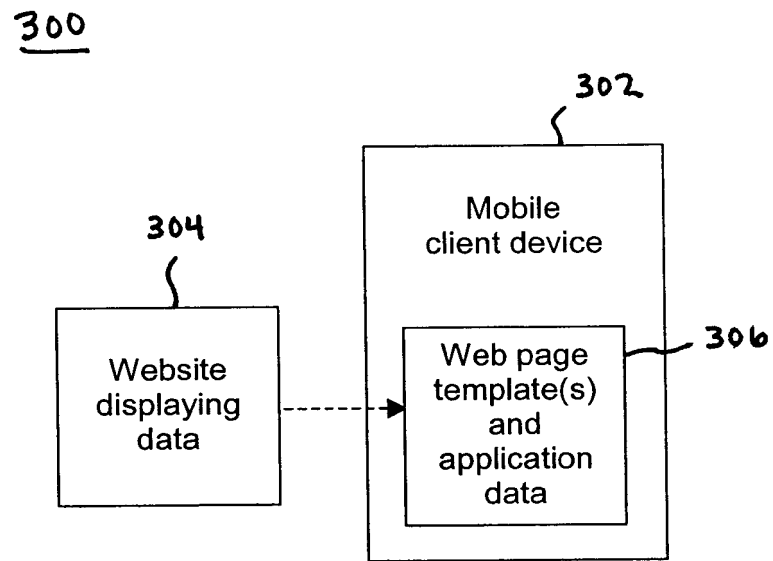 300
302
Mobile
client device
304
306
Website
displaying
data
Web page
template(s)
and
application
data